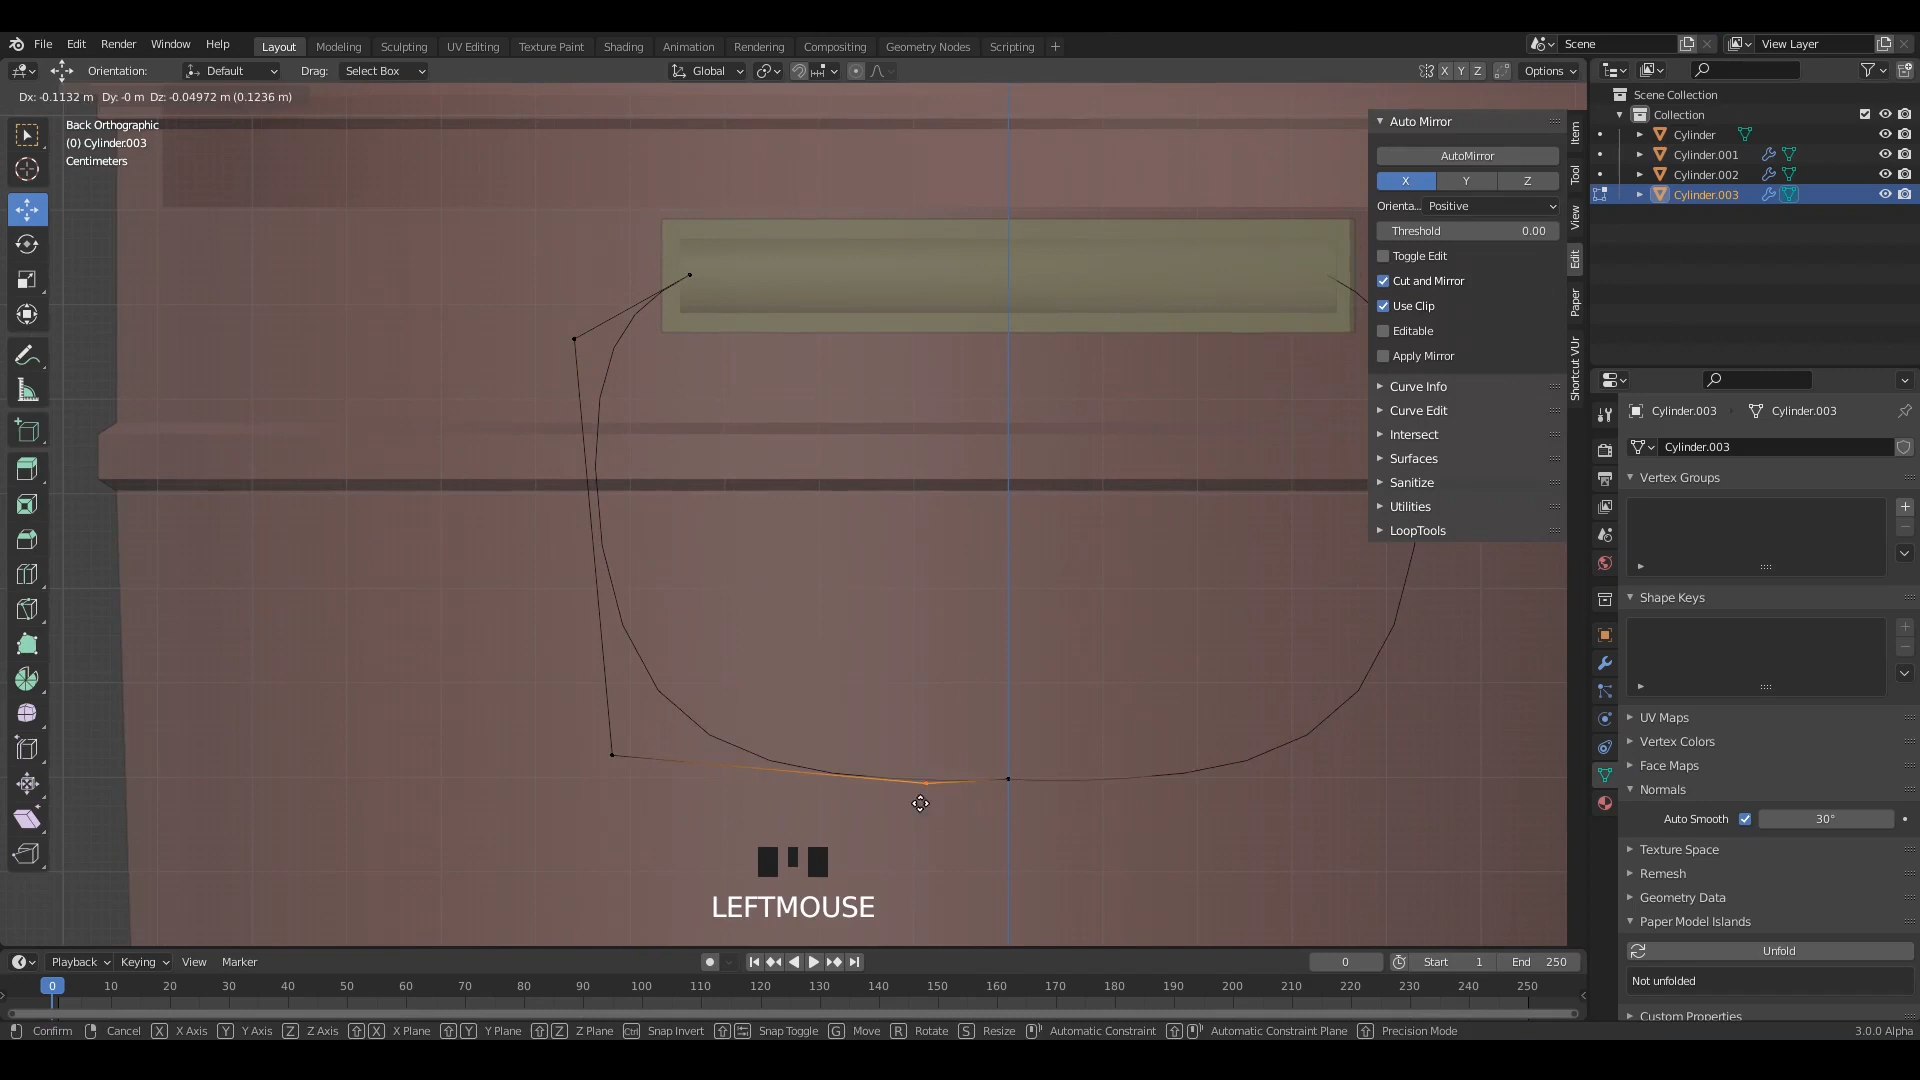 File Edit Render Window Help Layout Modeling Sculpting UV Editing Texture Paint Shading Animation Rendering Compositing Geometry Nodes Scripting + Scene View Layer
Orientation: Default Drag: Select Box Global X Y Z Options
Dx: -0.1132 m Dy: -0 m Dz: -0.04972 m (0.1236 m)
Back Orthographic
(0) Cylinder.003
Centimeters
Auto Mirror
AutoMirror
X Y Z
Orienta... Positive
Threshold 0.00
Toggle Edit
Cut and Mirror
Use Clip
Editable
Apply Mirror
Curve Info
Curve Edit
Intersect
Surfaces
Sanitize
Utilities
LoopTools
Item
Tool
View
Edit
Paper
Shortcut VUr
Scene Collection
Collection
Cylinder
Cylinder.001
Cylinder.002
Cylinder.003
Cylinder.003 Cylinder.003
Cylinder.003
Vertex Groups
Shape Keys
UV Maps
Vertex Colors
Face Maps
Normals
Auto Smooth 30°
Texture Space
Remesh
Geometry Data
Paper Model Islands
Unfold
Not unfolded
Custom Properties
LEFTMOUSE
Playback Keying View Marker 0 Start 1 End 250
0 10 20 30 40 50 60 70 80 90 100 110 120 130 140 150 160 170 180 190 200 210 220 230 240 250
Confirm Cancel X X Axis Y Y Axis Z Z Axis X X Plane Y Y Plane Z Z Plane Ctrl Snap Invert Snap Toggle G Move R Rotate S Resize Automatic Constraint Automatic Constraint Plane Precision Mode 3.0.0 Alpha